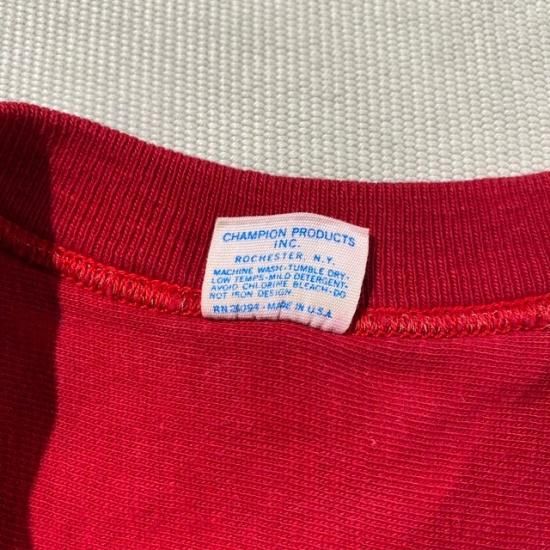 CHAMPION PRODUCTS
INC.
ROCHESTER, N.Y.
MACHINE WASH·TUMBLE DRY·
LOW TEMPS·MILD DETERGENT·
AVOID CHLORINE BLEACH·DO
NOT IRON DESIGN.
RN 26094·MADE IN U.S.A.